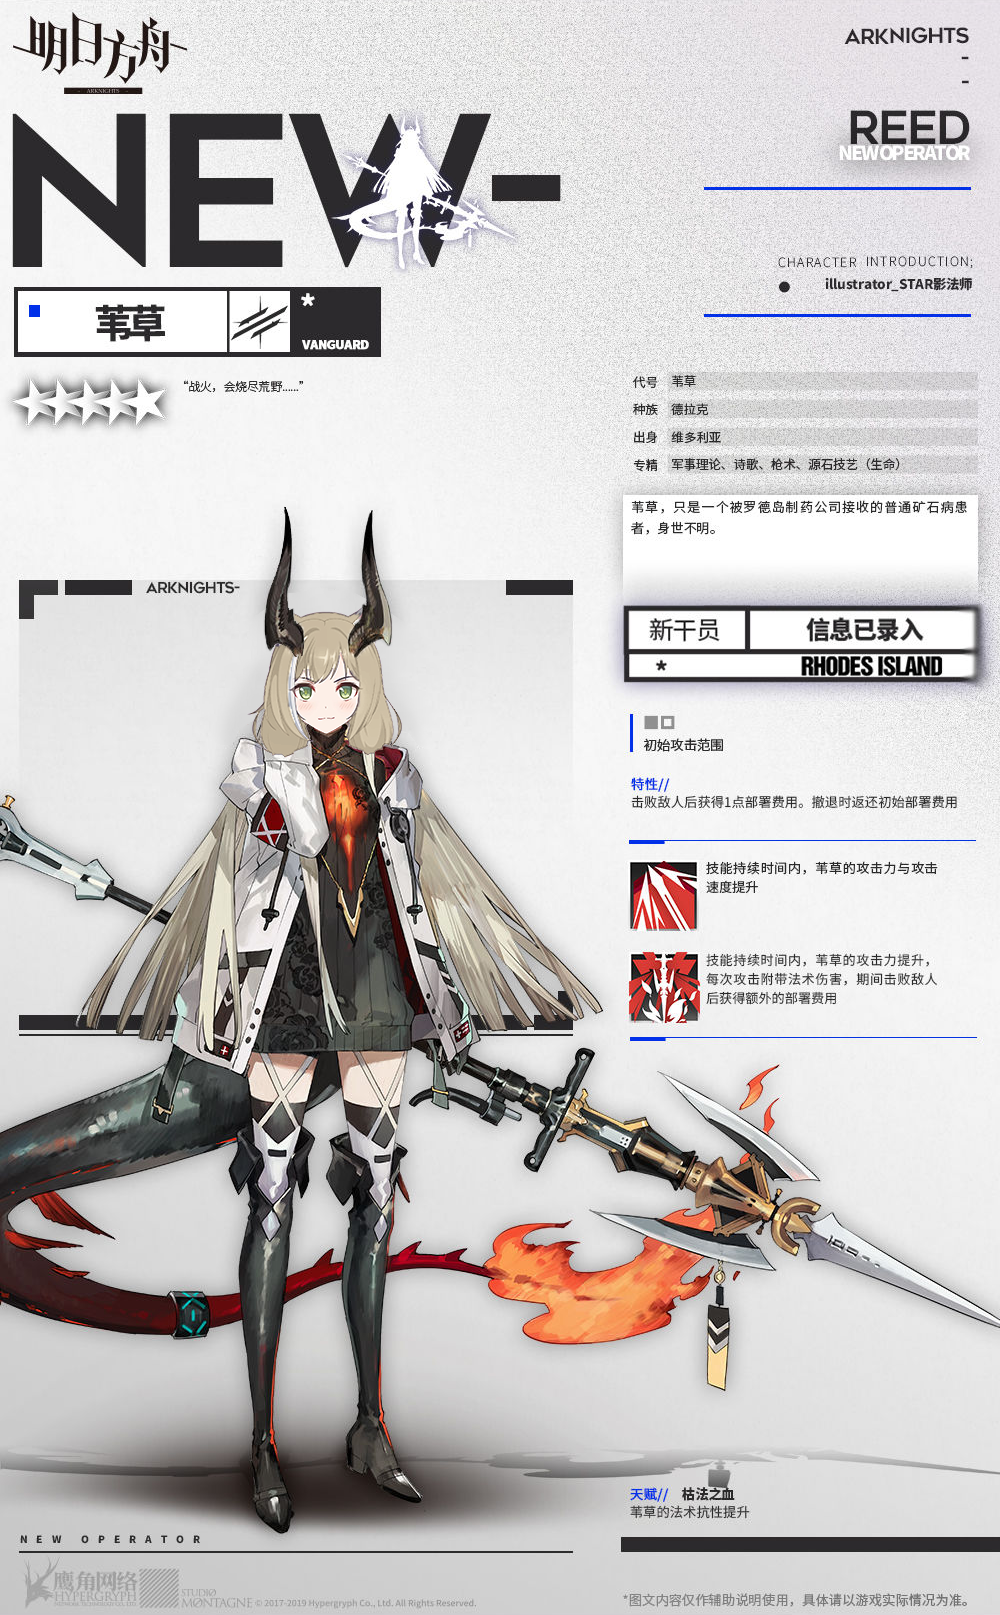 明日方舟
ARKNIGHTS
ARKNIGHTS
-
-
NEW-
REED
NEW OPERATOR
CHARACTER INTRODUCTION;
illustrator_STAR影法师
苇草
*
VANGUARD
“战火，会烧尽荒野......”
代号 苇草
种族 德拉克
出身 维多利亚
专精 军事理论、诗歌、枪术、源石技艺（生命）
苇草，只是一个被罗德岛制药公司接收的普通矿石病患
者，身世不明。
ARKNIGHTS-
新干员 信息已录入
* RHODES ISLAND
初始攻击范围
特性//
击败敌人后获得1点部署费用。撤退时返还初始部署费用
技能持续时间内，苇草的攻击力与攻击
速度提升
技能持续时间内，苇草的攻击力提升，
每次攻击附带法术伤害，期间击败敌人
后获得额外的部署费用
天赋// 枯法之血
苇草的法术抗性提升
NEW OPERATOR
鹰角网络
HYPERGRYPH
STUDIO
MØNTAGNE
© 2017-2019 Hypergryph Co., Ltd. All Rights Reserved.
*图文内容仅作辅助说明使用，具体请以游戏实际情况为准。